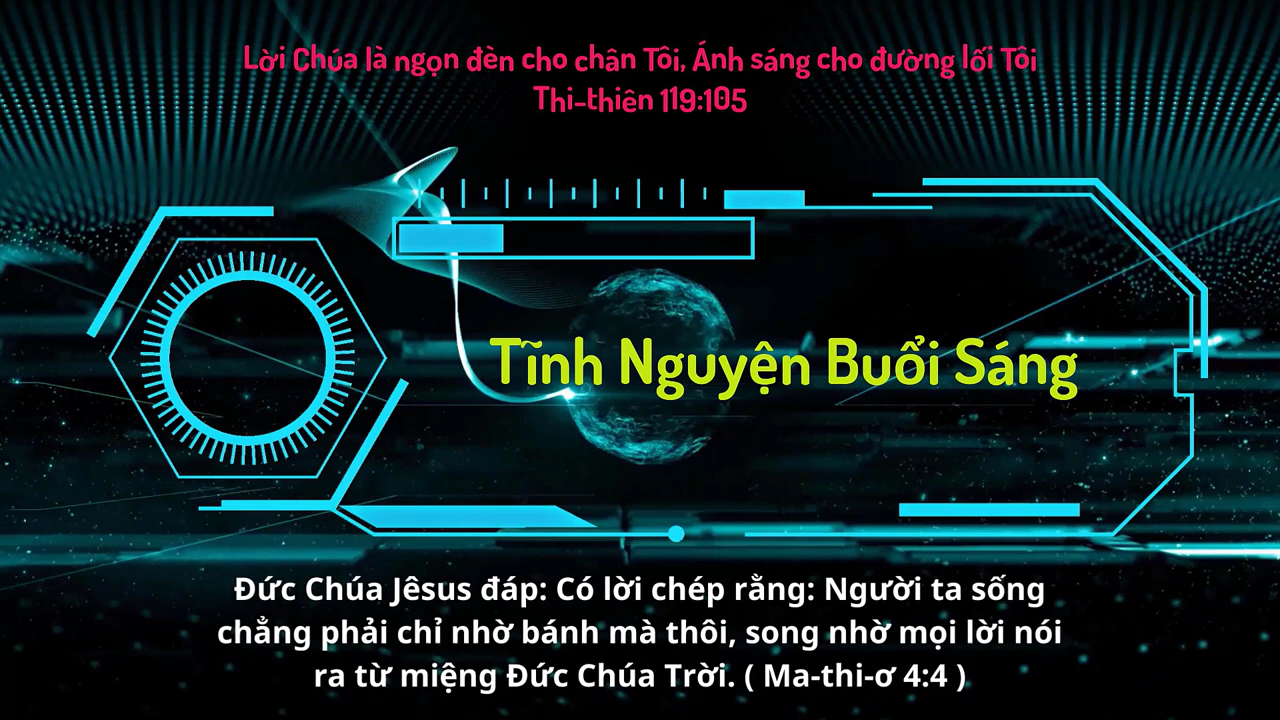 Lời Chúa là ngọn đèn cho chân Tôi, Ánh sáng cho đường lối Tôi
Thi-thiên 119:105
Tĩnh Nguyện Buổi Sáng
Đức Chúa Jêsus đáp: Có lời chép rằng: Người ta sống
chẳng phải chỉ nhờ bánh mà thôi, song nhờ mọi lời nói
ra từ miệng Đức Chúa Trời. ( Ma-thi-ơ 4:4 )